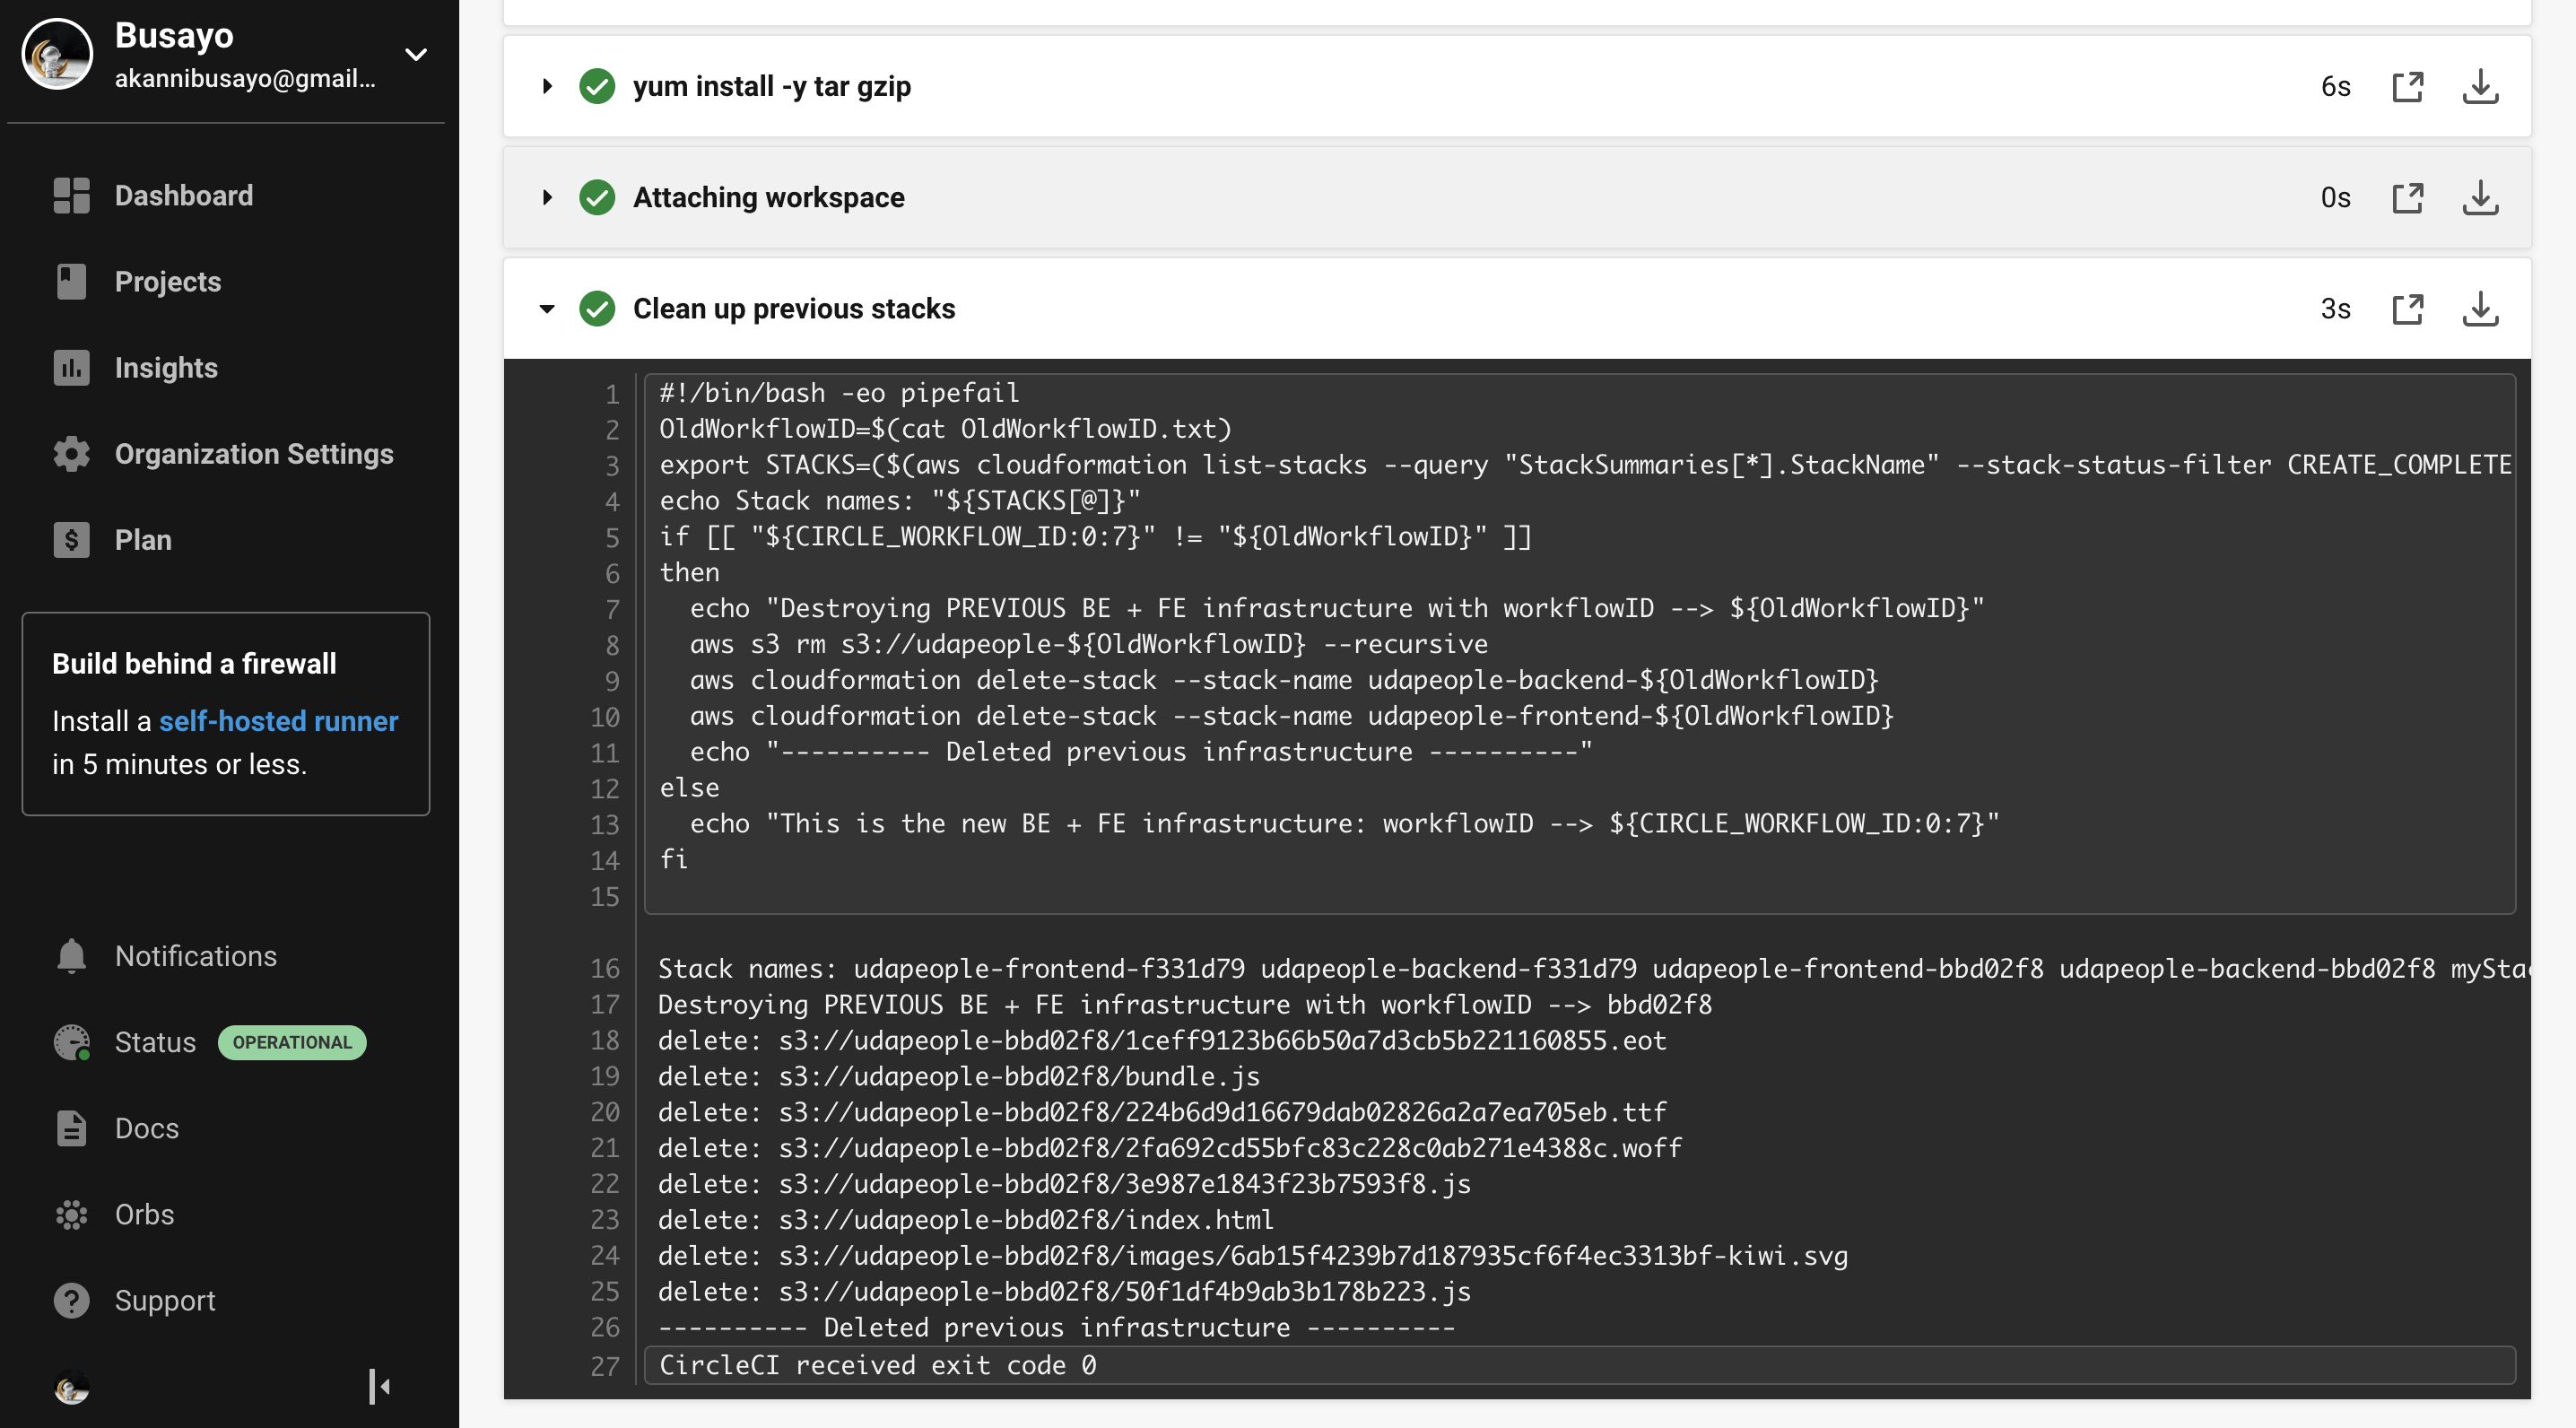 Busayo
akannibusayo@gmail...
Dashboard
Projects
Insights
Organization Settings
Plan
Build behind a firewall
Install a self-hosted runner
in 5 minutes or less.
Notifications
Status OPERATIONAL
Docs
Orbs
Support
yum install -y tar gzip 6s
Attaching workspace 0s
Clean up previous stacks 3s
1 #!/bin/bash -eo pipefail
2 OldWorkflowID=$(cat OldWorkflowID.txt)
3 export STACKS=($(aws cloudformation list-stacks --query "StackSummaries[*].StackName" --stack-status-filter CREATE_COMPLETE
4 echo Stack names: "${STACKS[@]}"
5 if [[ "${CIRCLE_WORKFLOW_ID:0:7}" != "${OldWorkflowID}" ]]
6 then
7   echo "Destroying PREVIOUS BE + FE infrastructure with workflowID --> ${OldWorkflowID}"
8   aws s3 rm s3://udapeople-${OldWorkflowID} --recursive
9   aws cloudformation delete-stack --stack-name udapeople-backend-${OldWorkflowID}
10   aws cloudformation delete-stack --stack-name udapeople-frontend-${OldWorkflowID}
11   echo "---------- Deleted previous infrastructure ----------"
12 else
13   echo "This is the new BE + FE infrastructure: workflowID --> ${CIRCLE_WORKFLOW_ID:0:7}"
14 fi
15
16 Stack names: udapeople-frontend-f331d79 udapeople-backend-f331d79 udapeople-frontend-bbd02f8 udapeople-backend-bbd02f8 mySta
17 Destroying PREVIOUS BE + FE infrastructure with workflowID --> bbd02f8
18 delete: s3://udapeople-bbd02f8/1ceff9123b66b50a7d3cb5b221160855.eot
19 delete: s3://udapeople-bbd02f8/bundle.js
20 delete: s3://udapeople-bbd02f8/224b6d9d16679dab02826a2a7ea705eb.ttf
21 delete: s3://udapeople-bbd02f8/2fa692cd55bfc83c228c0ab271e4388c.woff
22 delete: s3://udapeople-bbd02f8/3e987e1843f23b7593f8.js
23 delete: s3://udapeople-bbd02f8/index.html
24 delete: s3://udapeople-bbd02f8/images/6ab15f4239b7d187935cf6f4ec3313bf-kiwi.svg
25 delete: s3://udapeople-bbd02f8/50f1df4b9ab3b178b223.js
26 ---------- Deleted previous infrastructure ----------
27 CircleCI received exit code 0